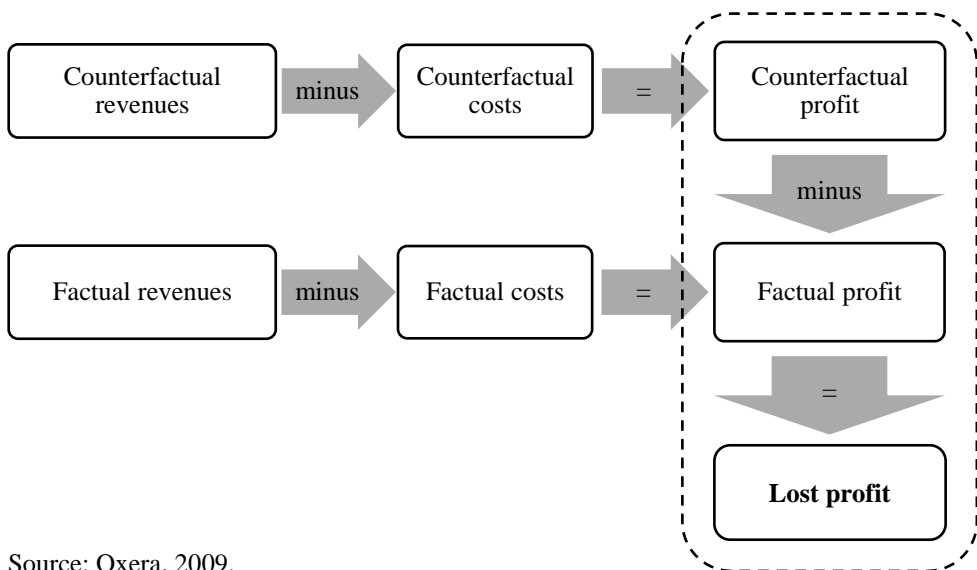 Counterfactual
revenues
minus
Counterfactual
costs
=
Counterfactual
profit
minus
Factual revenues
minus
Factual costs
=
Factual profit
=
Lost profit
Source: Oxera, 2009.